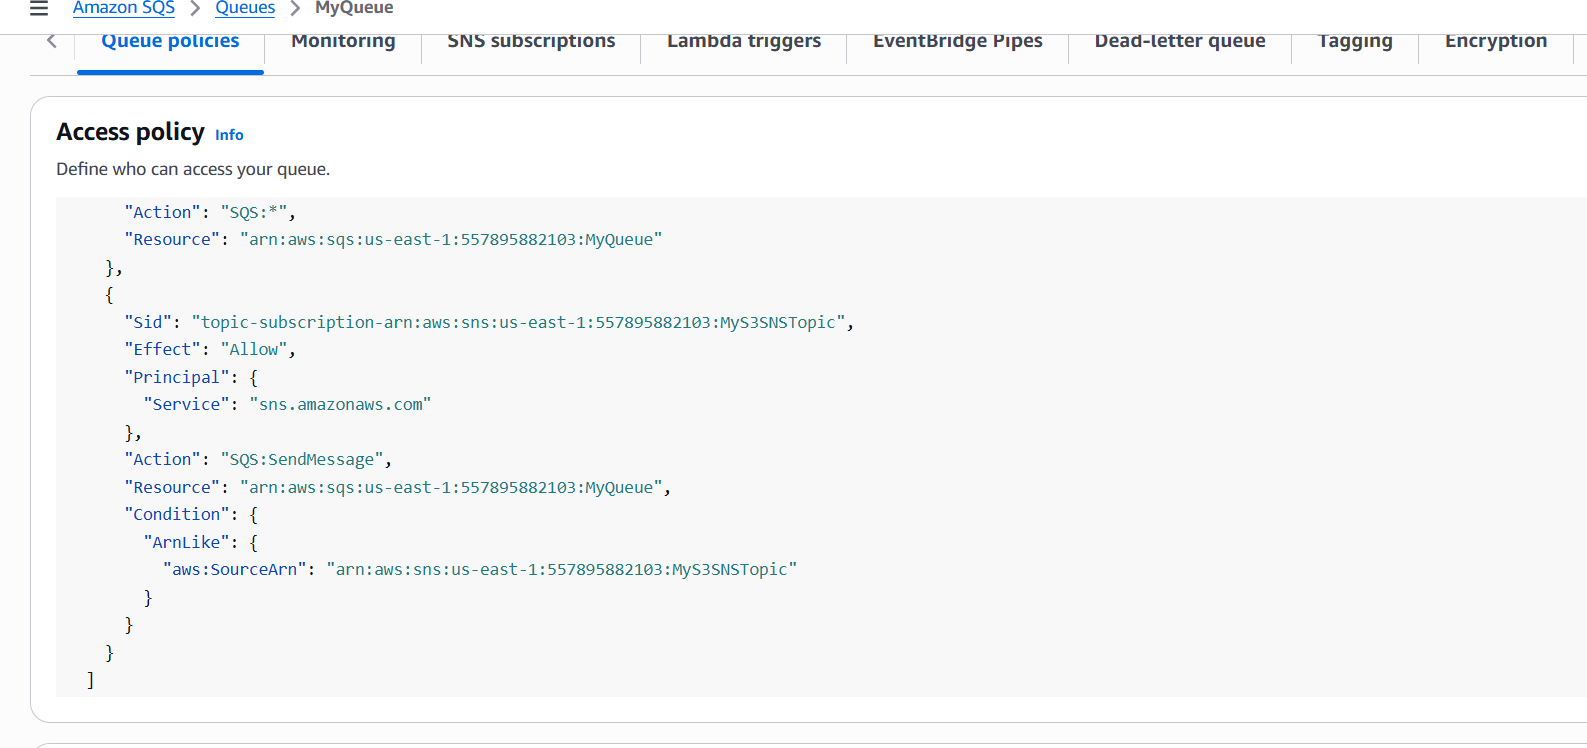 Amazon SQS > Queues > MyQueue
Queue policies Monitoring SNS subscriptions Lambda triggers EventBridge Pipes Dead-letter queue Tagging Encryption
Access policy Info
Define who can access your queue.
"Action": "SQS:*",
"Resource": "arn:aws:sqs:us-east-1:557895882103:MyQueue"
},
{
"Sid": "topic-subscription-arn:aws:sns:us-east-1:557895882103:MyS3SNSTopic",
"Effect": "Allow",
"Principal": {
"Service": "sns.amazonaws.com"
},
"Action": "SQS:SendMessage",
"Resource": "arn:aws:sqs:us-east-1:557895882103:MyQueue",
"Condition": {
"ArnLike": {
"aws:SourceArn": "arn:aws:sns:us-east-1:557895882103:MyS3SNSTopic"
}
}
}
]